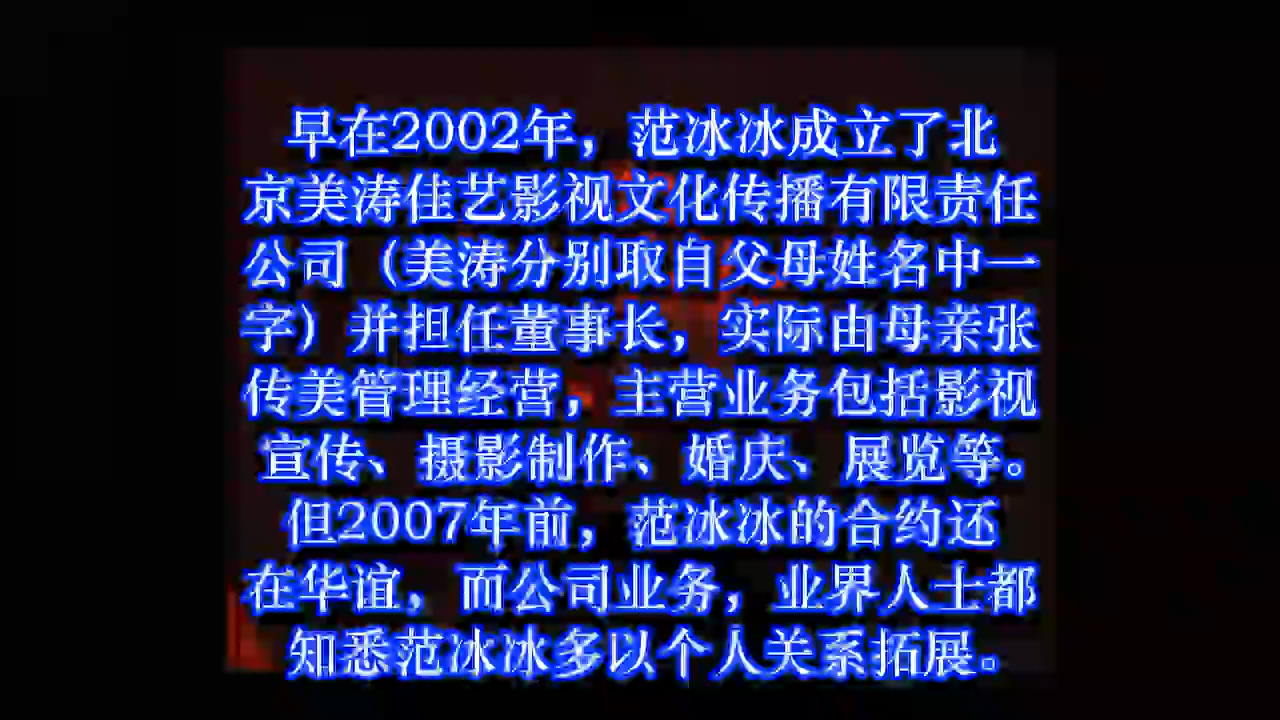 早在2002年，范冰冰成立了北
京美涛佳艺影视文化传播有限责任
公司（美涛分别取自父母姓名中一
字）并担任董事长，实际由母亲张
传美管理经营，主营业务包括影视
宣传、摄影制作、婚庆、展览等。
但2007年前，范冰冰的合约还
在华谊，而公司业务，业界人士都
知悉范冰冰多以个人关系拓展。